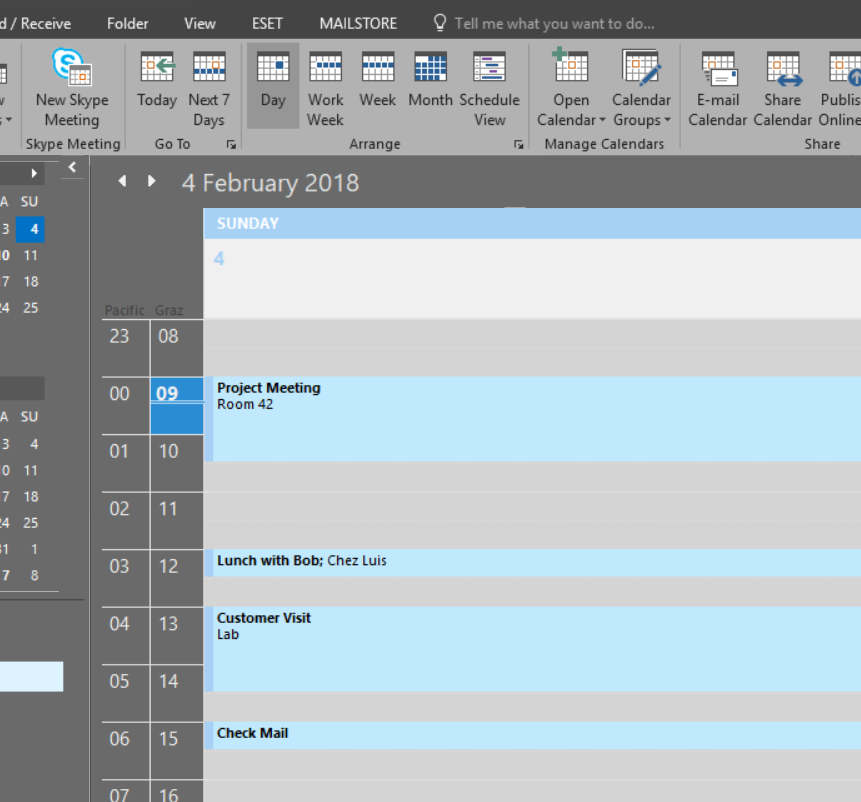 d / Receive Folder View ESET MAILSTORE Tell me what you want to do...
New Skype Meeting Today Next 7 Days Day Work Week Week Month Schedule View Open Calendar Calendar Groups E-mail Calendar Share Calendar Publis Online
Skype Meeting Go To Arrange Manage Calendars Share
4 February 2018
A SU
3 4
10 11
7 18
24 25
A SU
3 4
10 11
7 18
24 25
31 1
7 8
SUNDAY
4
Pacific Graz
23 08
00 09 Project Meeting
Room 42
01 10
02 11
03 12 Lunch with Bob; Chez Luis
04 13 Customer Visit
Lab
05 14
06 15 Check Mail
07 16